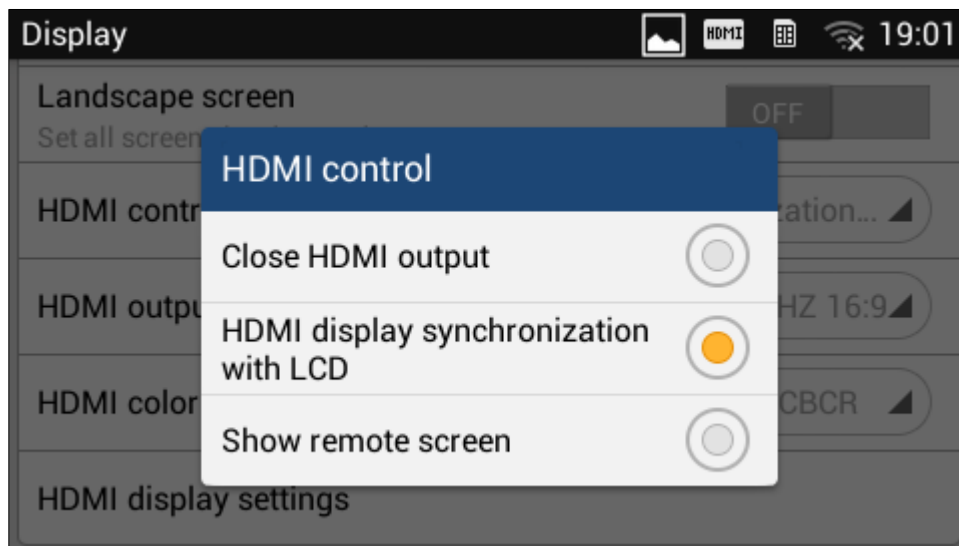 Display HDMI 19:01
Landscape screen OFF
Set all screen
HDMI control
HDMI contr zation...
Close HDMI output
HDMI outpu HZ 16:9
HDMI display synchronization
with LCD
HDMI color CBCR
Show remote screen
HDMI display settings